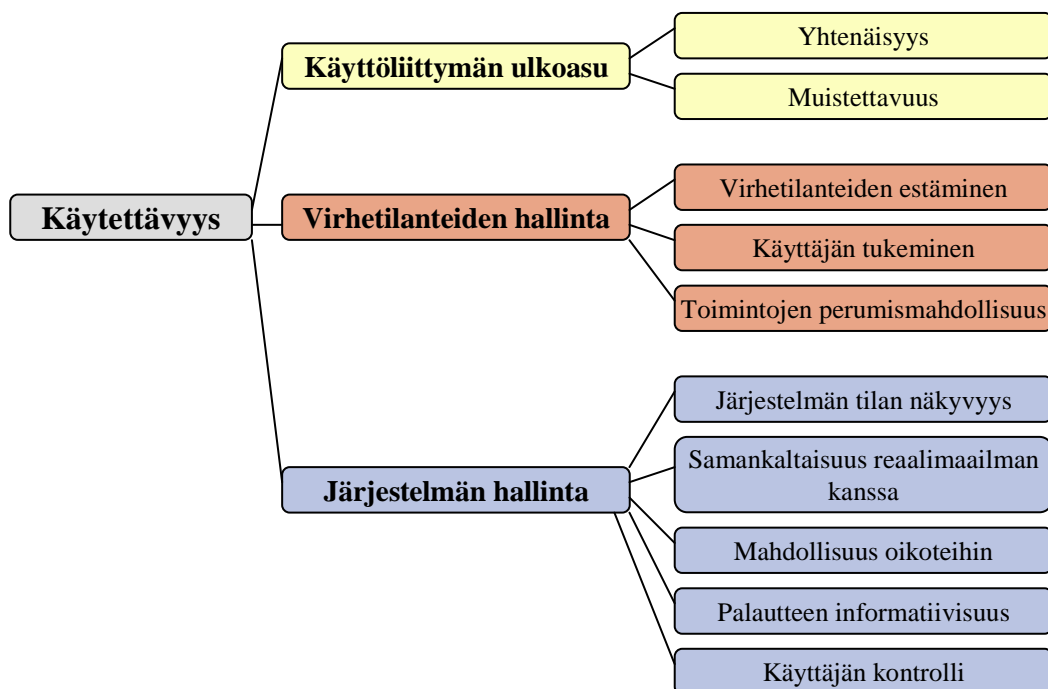 Käytettävyys
Käyttöliittymän ulkoasu
Yhtenäisyys
Muistettavuus
Virhetilanteiden hallinta
Virhetilanteiden estäminen
Käyttäjän tukeminen
Toimintojen perumismahdollisuus
Järjestelmän hallinta
Järjestelmän tilan näkyvyys
Samankaltaisuus reaalimaailman
kanssa
Mahdollisuus oikoteihin
Palautteen informatiivisuus
Käyttäjän kontrolli